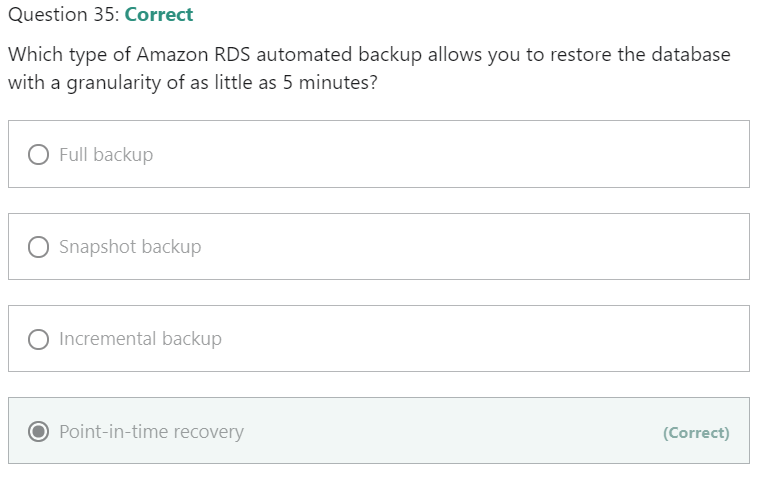 Question 35: Correct
Which type of Amazon RDS automated backup allows you to restore the database
with a granularity of as little as 5 minutes?
Full backup
Snapshot backup
Incremental backup
Point-in-time recovery (Correct)